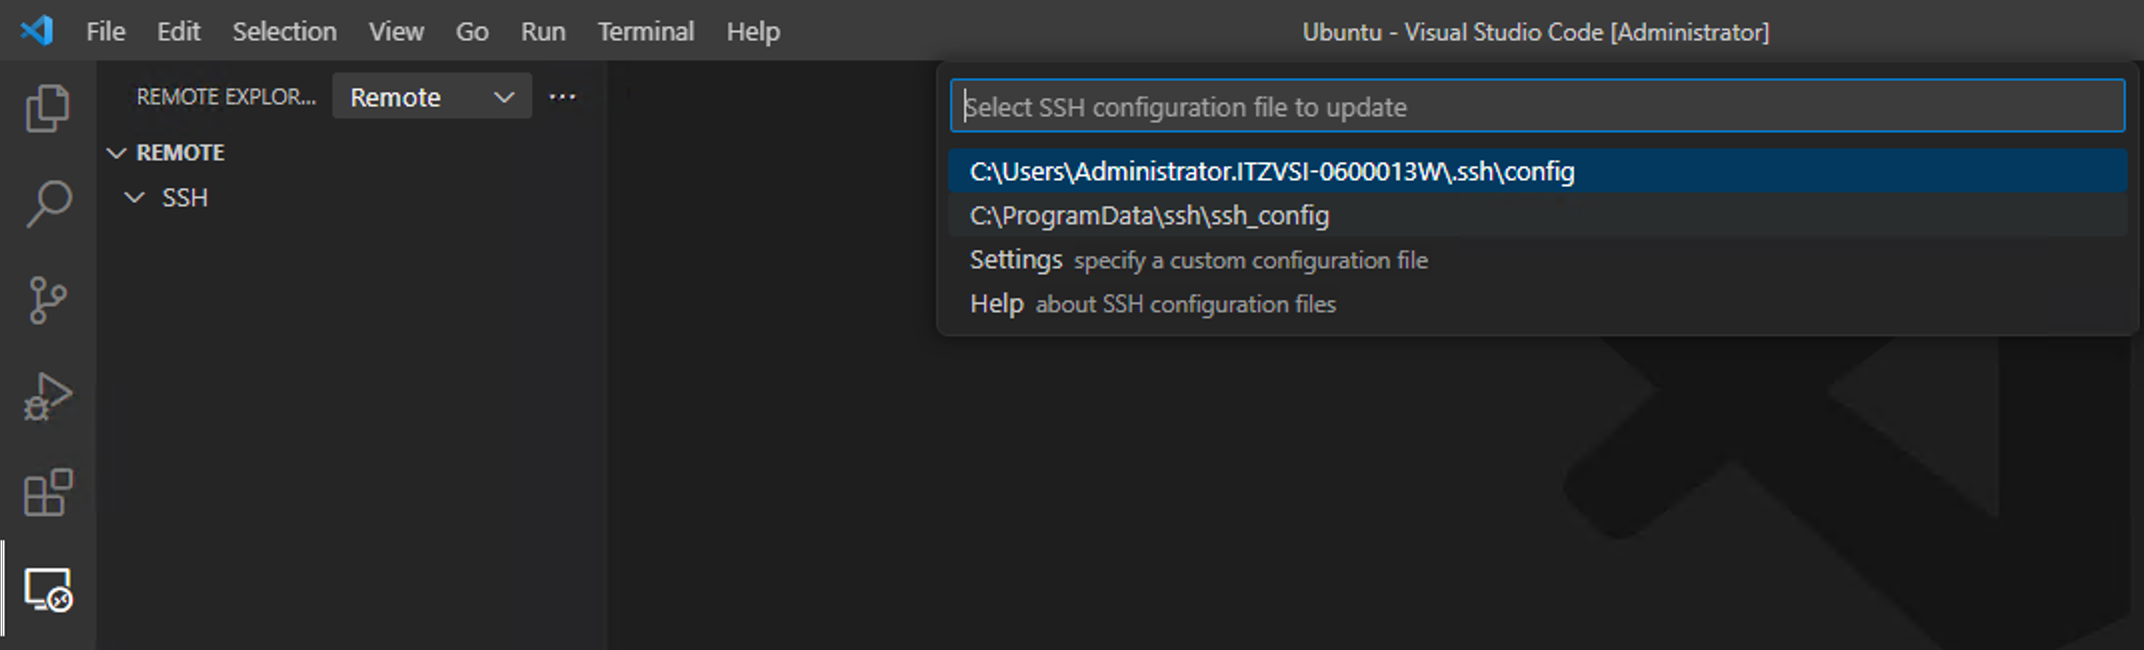 File Edit Selection View Go Run Terminal Help Ubuntu - Visual Studio Code [Administrator]
REMOTE EXPLOR... Remote ...
REMOTE
SSH
Select SSH configuration file to update
C:\Users\Administrator.ITZVSI-0600013W\.ssh\config
C:\ProgramData\ssh\ssh_config
Settings specify a custom configuration file
Help about SSH configuration files